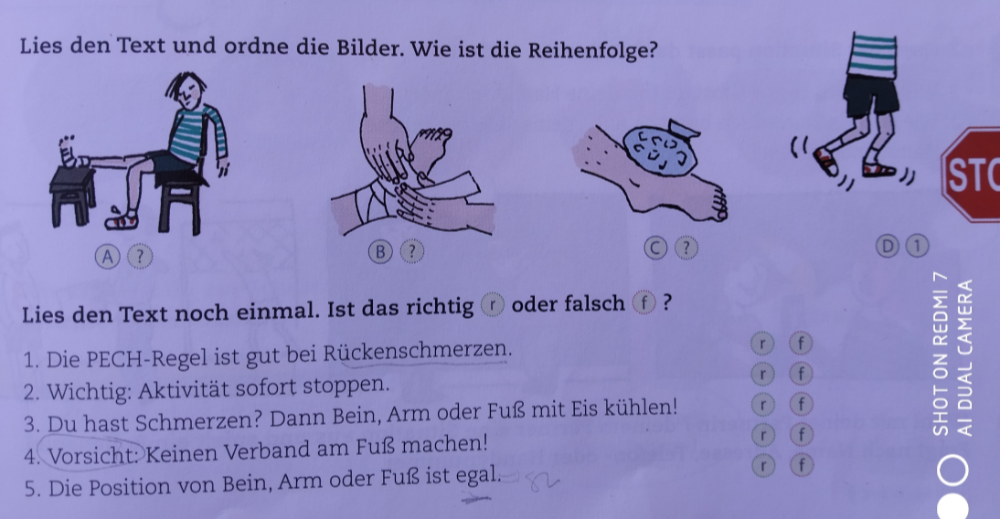 Lies den Text und ordne die Bilder. Wie ist die Reihenfolge?
STO
A ?
B ?
C ?
D 1
Lies den Text noch einmal. Ist das richtig r oder falsch f ?
1. Die PECH-Regel ist gut bei Rückenschmerzen. r f
2. Wichtig: Aktivität sofort stoppen. r f
3. Du hast Schmerzen? Dann Bein, Arm oder Fuß mit Eis kühlen! r f
4. Vorsicht: Keinen Verband am Fuß machen! r f
5. Die Position von Bein, Arm oder Fuß ist egal. r f
SHOT ON REDMI 7
AI DUAL CAMERA